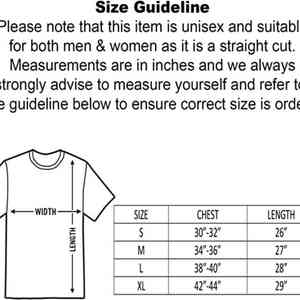 Size Guideline
Please note that this item is unisex and suitabl
for both men & women as it is a straight cut.
Measurements are in inches and we always
strongly advise to measure yourself and refer to
e guideline below to ensure correct size is orde
WIDTH
LENGTH
SIZE CHEST LENGTH
S 30"-32" 26"
M 34"-36" 27"
L 38"-40" 28"
XL 42"-44" 29"